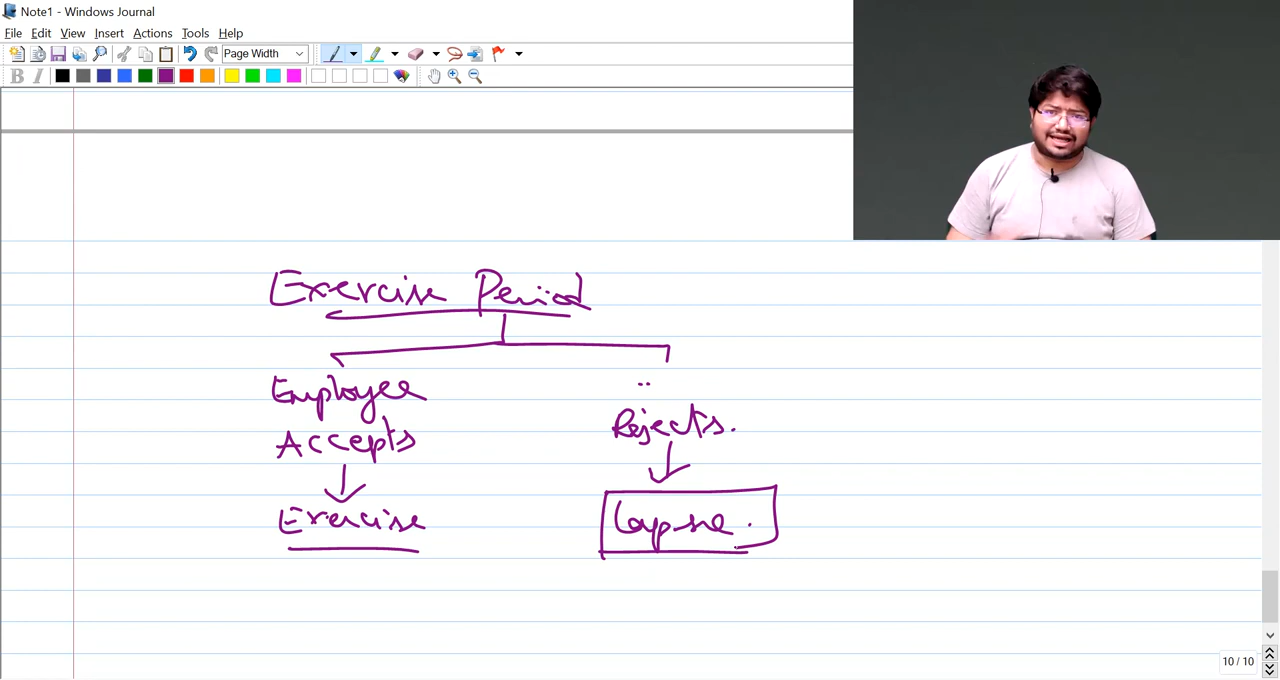 Note1 - Windows Journal
File Edit View Insert Actions Tools Help
Page Width
B I
Exercise Period
Employee
Accepts
Exercise
"
Rejects.
Lapse.
10 / 10